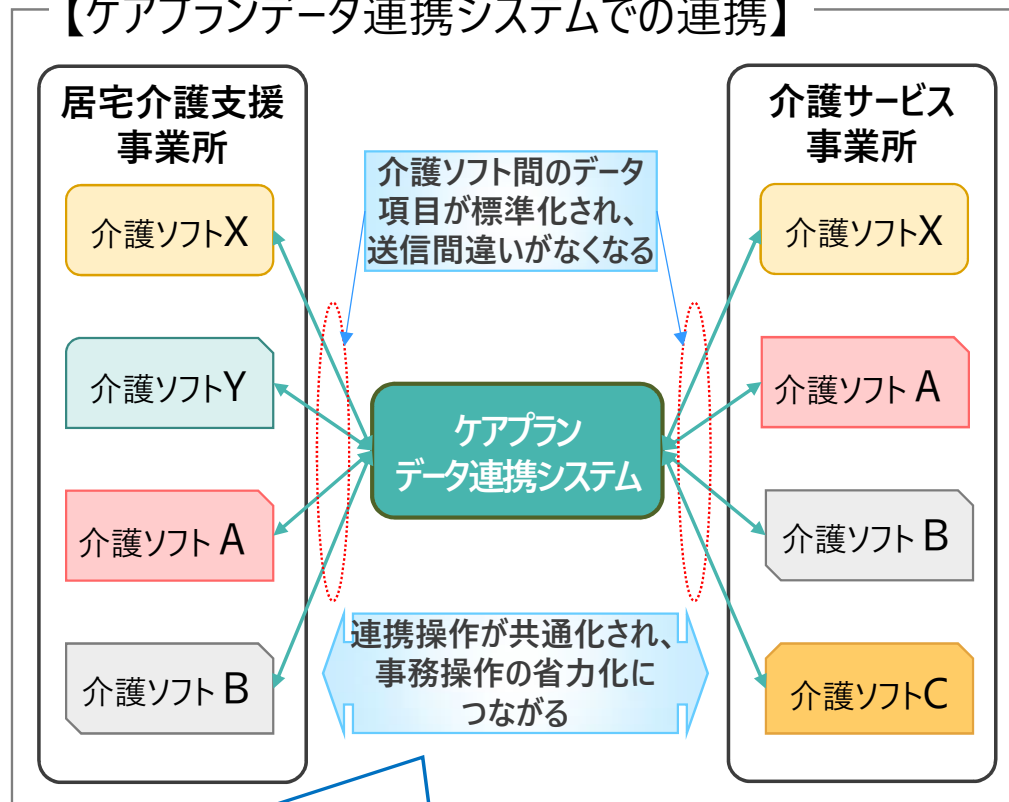 【ケアプランデータ連携システムでの連携】
居宅介護支援
事業所
介護ソフトX
介護ソフトY
介護ソフト A
介護ソフト B
介護ソフト間のデータ
項目が標準化され、
送信間違いがなくなる
ケアプラン
データ連携システム
連携操作が共通化され、
事務操作の省力化に
つながる
介護サービス
事業所
介護ソフトX
介護ソフト A
介護ソフト B
介護ソフトC